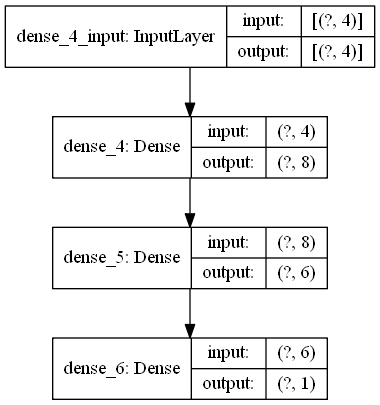 dense_4_input: InputLayer input: [(?, 4)]
output: [(?, 4)]
dense_4: Dense input: (?, 4)
output: (?, 8)
dense_5: Dense input: (?, 8)
output: (?, 6)
dense_6: Dense input: (?, 6)
output: (?, 1)